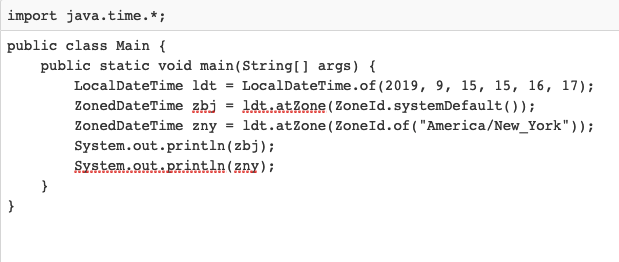 import java.time.*;
public class Main {
    public static void main(String[] args) {
        LocalDateTime ldt = LocalDateTime.of(2019, 9, 15, 15, 16, 17);
        ZonedDateTime zbj = ldt.atZone(ZoneId.systemDefault());
        ZonedDateTime zny = ldt.atZone(ZoneId.of("America/New_York"));
        System.out.println(zbj);
        System.out.println(zny);
    }
}